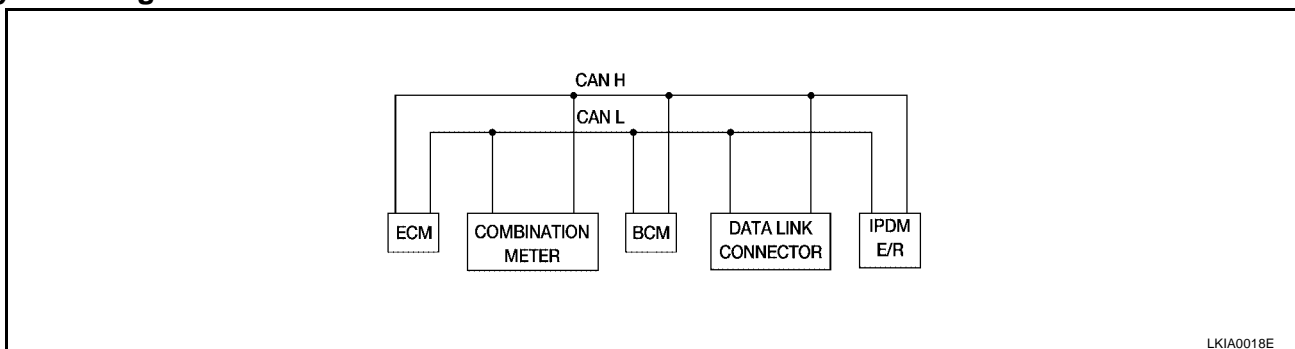 CAN H
CAN L
ECM
COMBINATION
METER
BCM
DATA LINK
CONNECTOR
IPDM
E/R
LKIA0018E